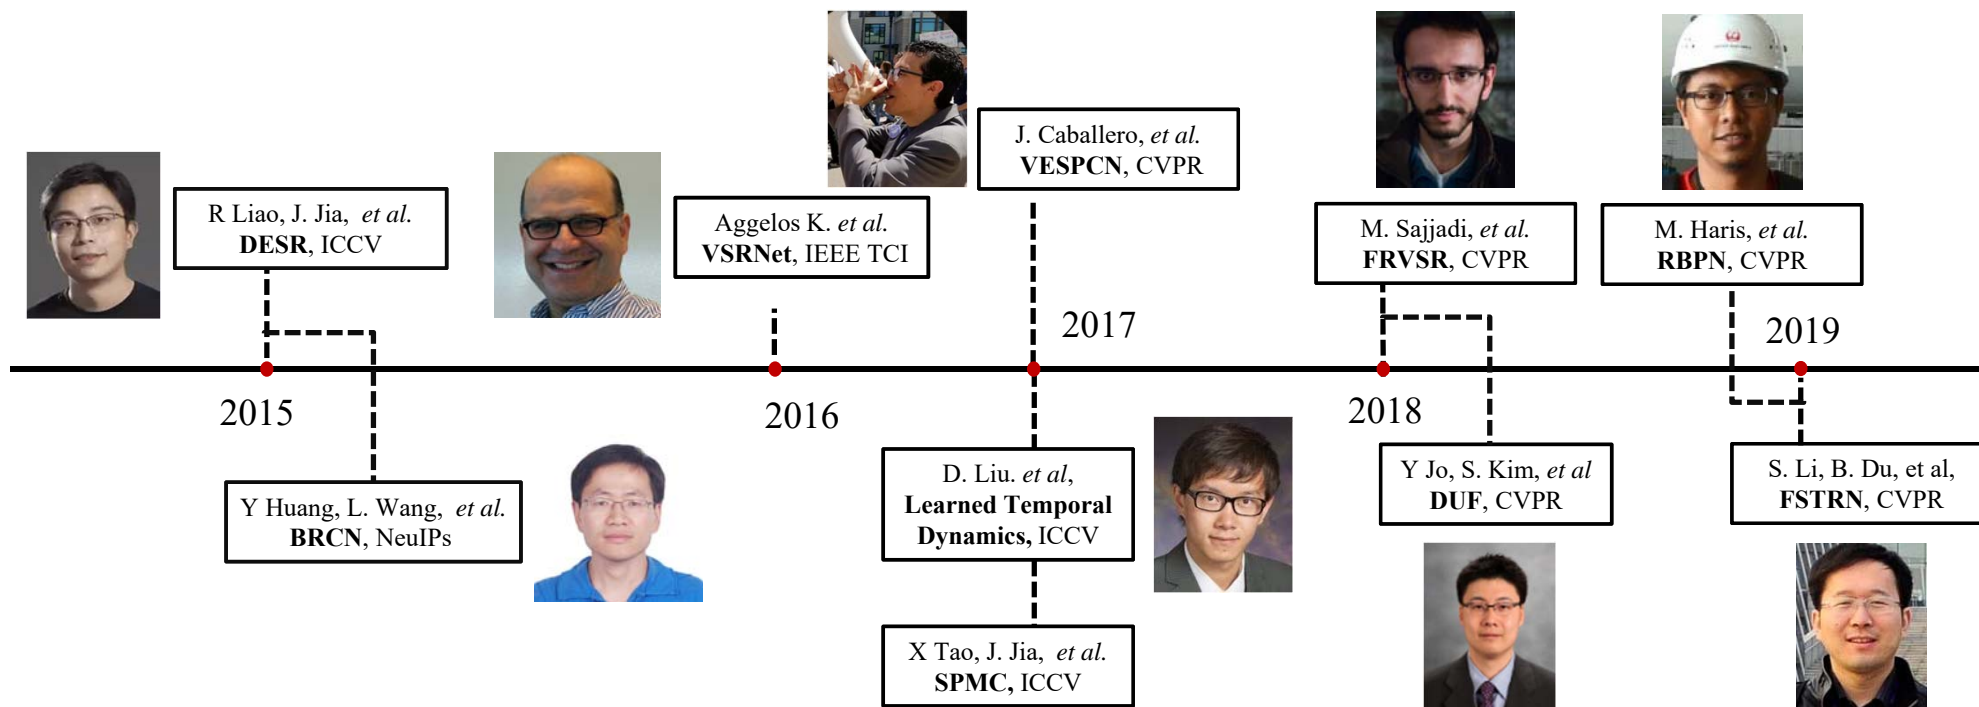 R Liao, J. Jia, et al.
DESR, ICCV
2015
Y Huang, L. Wang, et al.
BRCN, NeuIPs
Aggelos K. et al.
VSRNet, IEEE TCI
2016
J. Caballero, et al.
VESPCN, CVPR
2017
D. Liu. et al,
Learned Temporal
Dynamics, ICCV
X Tao, J. Jia, et al.
SPMC, ICCV
M. Sajjadi, et al.
FRVSR, CVPR
2018
Y Jo, S. Kim, et al
DUF, CVPR
M. Haris, et al.
RBPN, CVPR
2019
S. Li, B. Du, et al,
FSTRN, CVPR